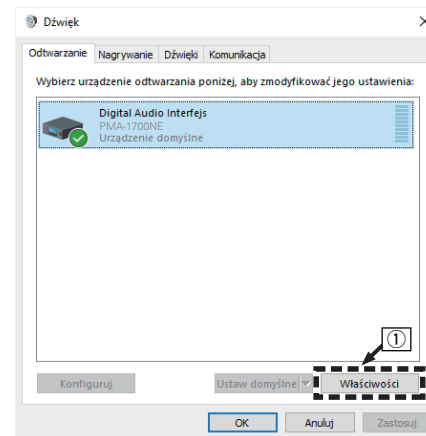 Dźwięk
Odtwarzanie Nagrywanie Dźwięki Komunikacja
Wybierz urządzenie odtwarzania poniżej, aby zmodyfikować jego ustawienia:
Digital Audio Interfejs
PMA-1700NE
Urządzenie domyślne
①
Konfiguruj Ustaw domyślne Właściwości
OK Anuluj Zastosuj